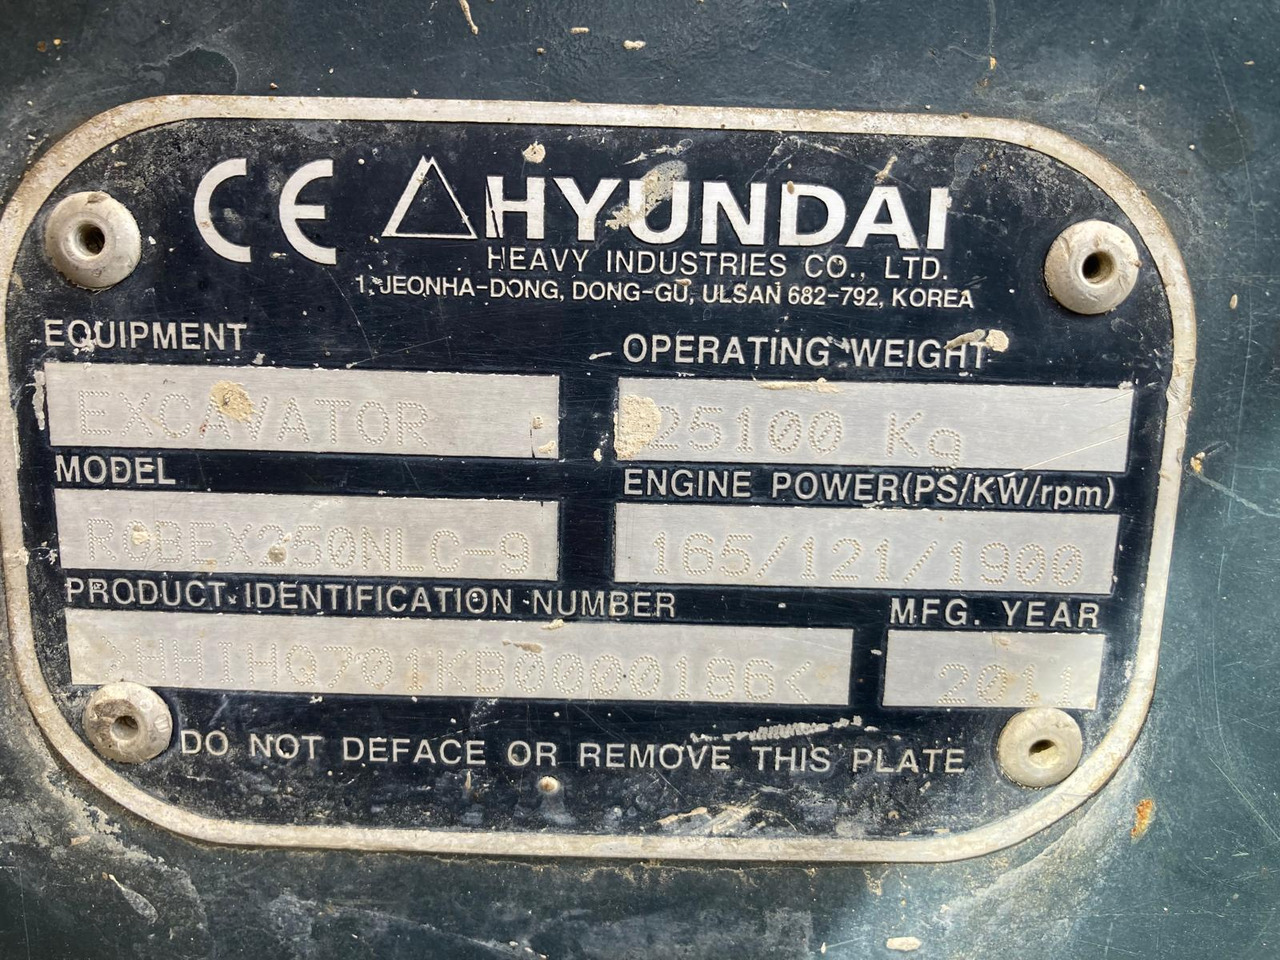 CE HYUNDAI
HEAVY INDUSTRIES CO., LTD.
1, JEONHA-DONG, DONG-GU, ULSAN 682-792, KOREA
EQUIPMENT
OPERATING WEIGHT
EXCAVATOR
25100 Kg
MODEL
ENGINE POWER(PS/KW/rpm)
ROBEX250NLC-9
165/121/1900
PRODUCT IDENTIFICATION NUMBER
MFG. YEAR
>HHIHQ701KB0000186<
2011
DO NOT DEFACE OR REMOVE THIS PLATE